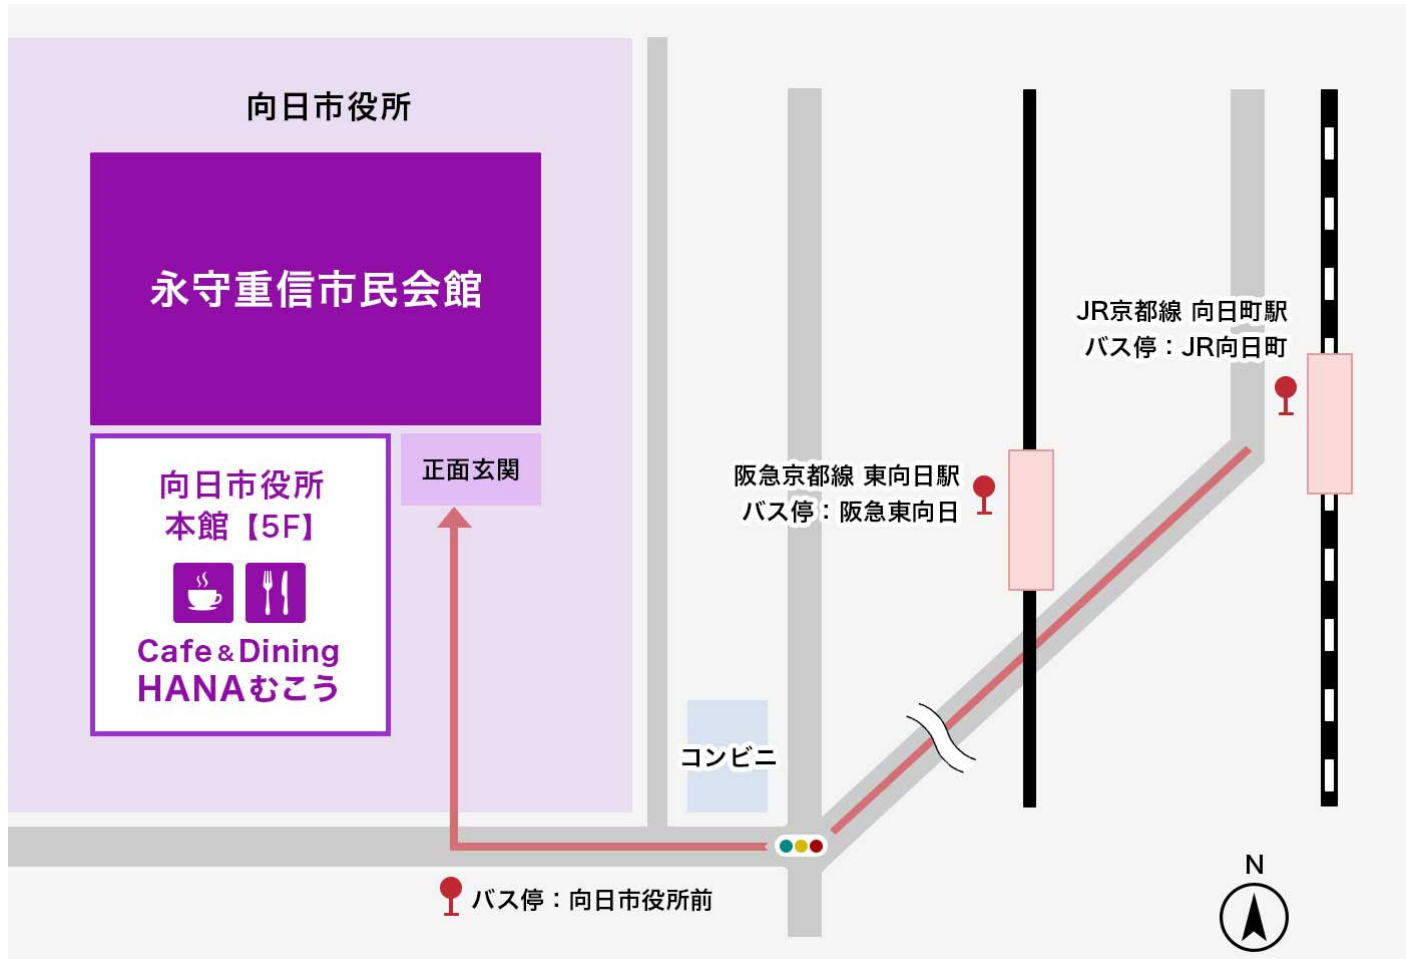 向日市役所
永守重信市民会館
正面玄関
向日市役所
本館【5F】
Cafe&Dining
HANAむこう
コンビニ
バス停：向日市役所前
阪急京都線 東向日駅
バス停：阪急東向日
JR京都線 向日町駅
バス停：JR向日町
N